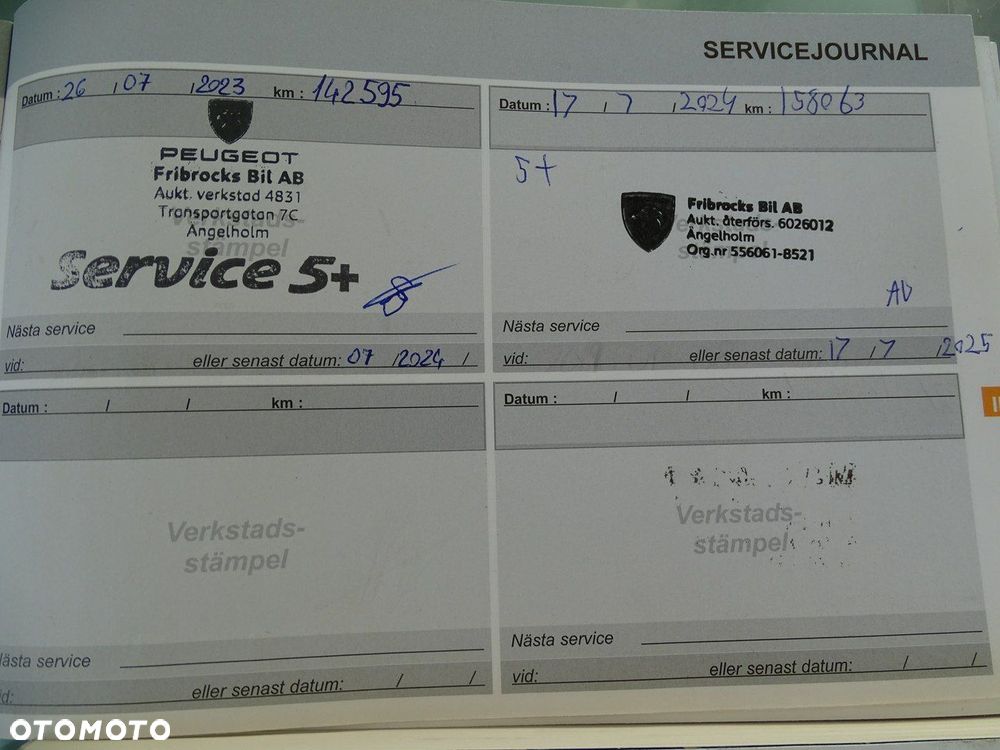 SERVICEJOURNAL
Datum : 26 / 07 / 2023 km : 142595
PEUGEOT
Fribrocks Bil AB
Aukt. verkstad 4831
Transportgatan 7C
Ängelholm
Verkstads-
stämpel
Service 5+
Nästa service
vid: eller senast datum: 07 / 2024 /
Datum : 17 / 7 / 2024 km : 158063
5+
Fribrocks Bil AB
Aukt. återförs. 6026012
Ängelholm
Org.nr 556061-8521
Nästa service
vid: eller senast datum: 17 / 7 / 2025
Datum : / / km :
Verkstads-
stämpel
Nästa service
vid: eller senast datum: / /
Datum : / / km :
Verkstads-
stämpel
Nästa service
vid: eller senast datum: / /
OTOMOTO